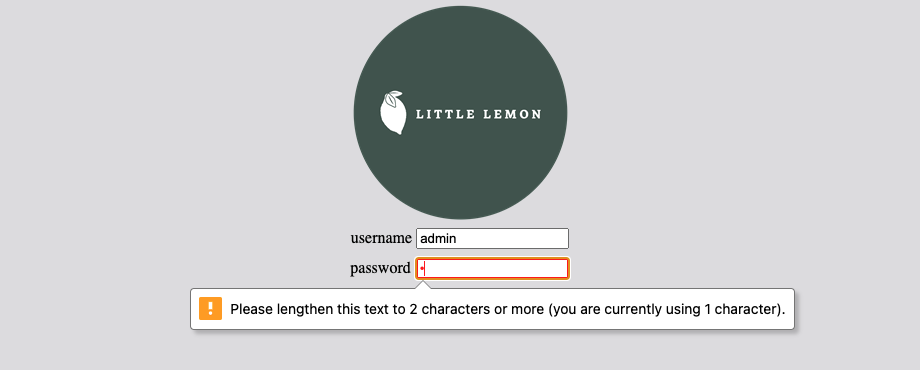 LITTLE LEMON
username admin
password •
! Please lengthen this text to 2 characters or more (you are currently using 1 character).